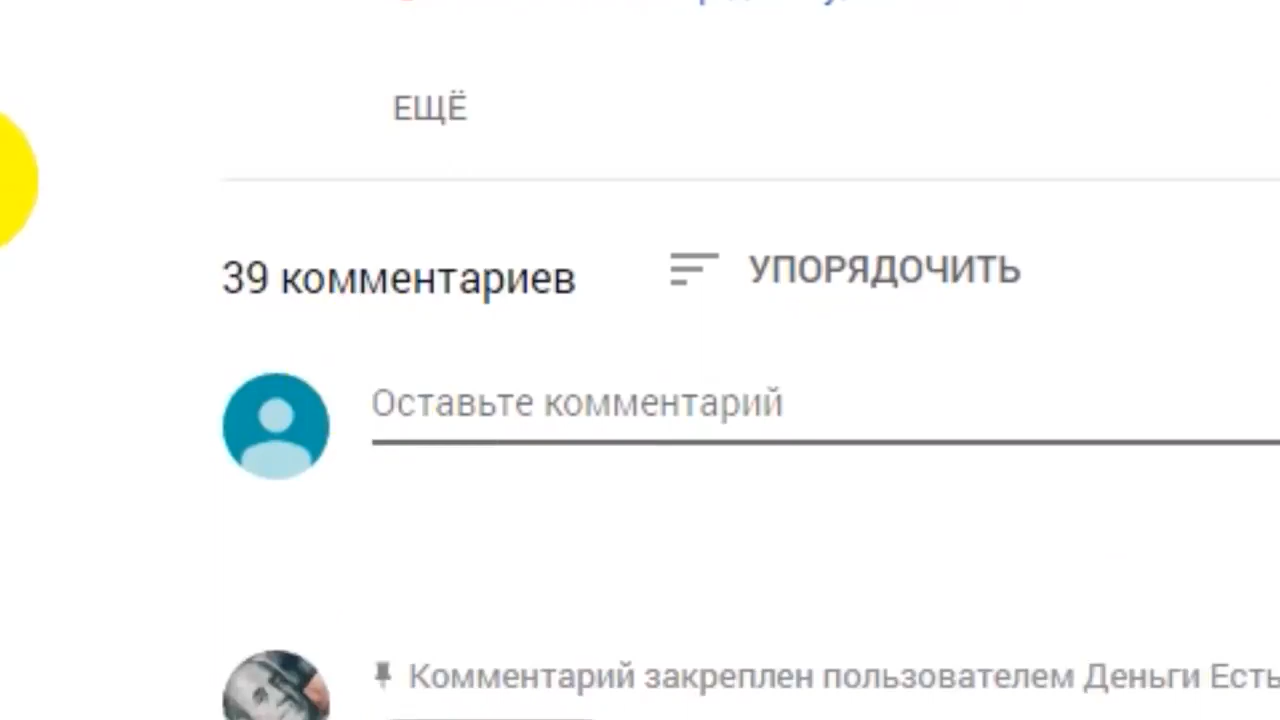 ЕЩЁ
39 комментариев
УПОРЯДОЧИТЬ
Оставьте комментарий
Комментарий закреплен пользователем Деньги Есть